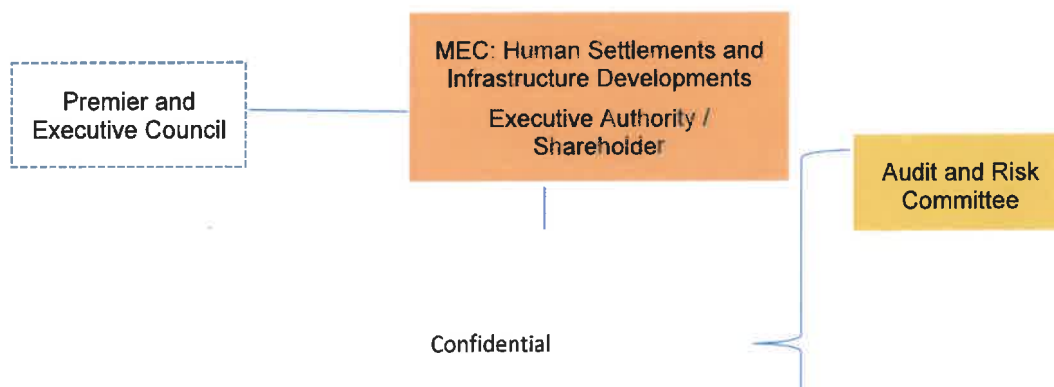 Premier and
Executive Council
MEC: Human Settlements and
Infrastructure Developments
Executive Authority /
Shareholder
Audit and Risk
Committee
Confidential